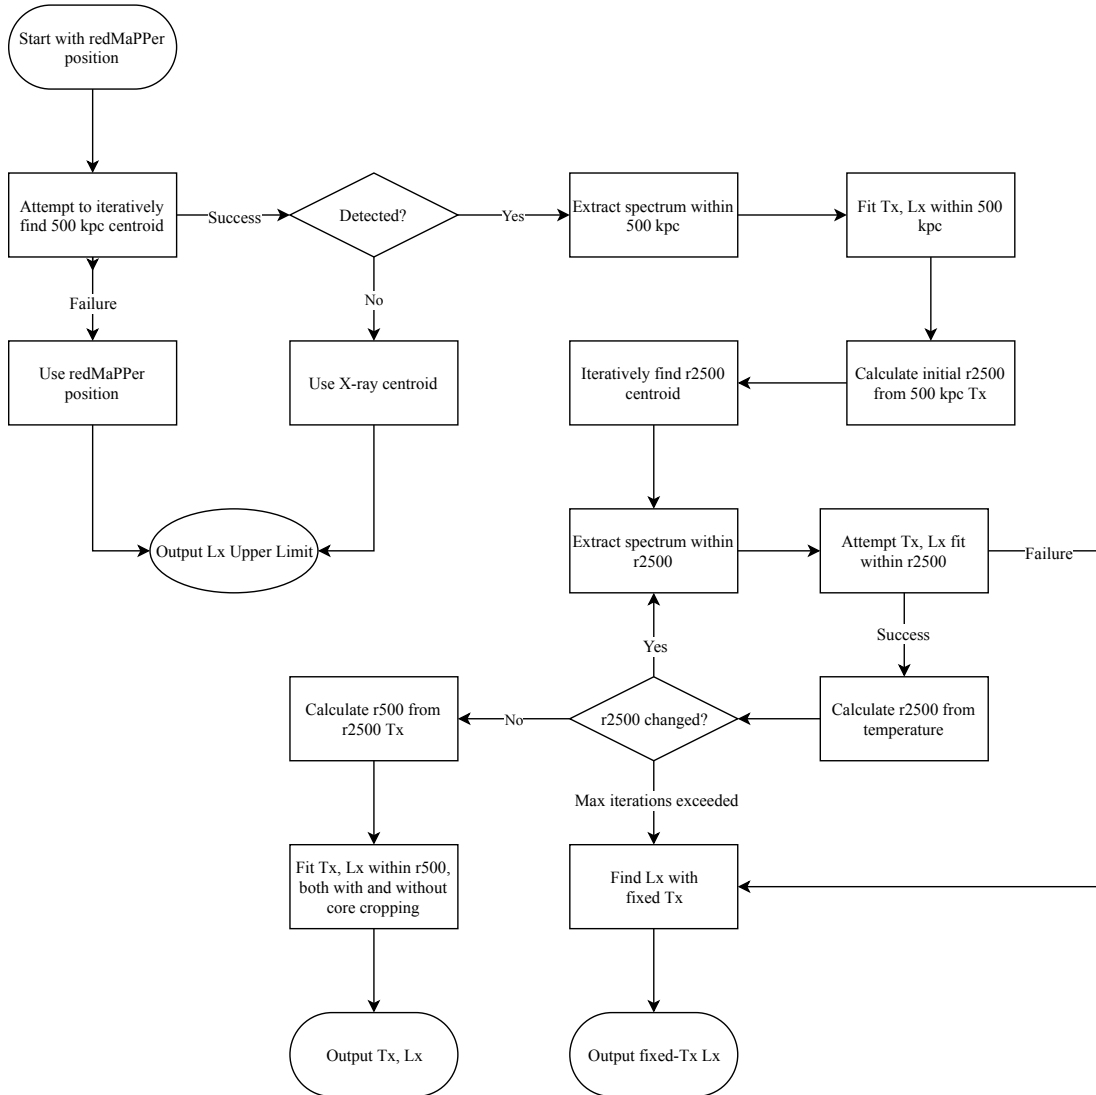 Start with redMaPPer
position
Attempt to iteratively
find 500 kpc centroid
Success
Detected?
Yes
Extract spectrum within
500 kpc
Fit Tx, Lx within 500
kpc
Failure
No
Use redMaPPer
position
Use X-ray centroid
Iteratively find r2500
centroid
Calculate initial r2500
from 500 kpc Tx
Output Lx Upper Limit
Extract spectrum within
r2500
Attempt Tx, Lx fit
within r2500
Failure
Success
Yes
Calculate r500 from
r2500 Tx
No
r2500 changed?
Calculate r2500 from
temperature
Max iterations exceeded
Fit Tx, Lx within r500,
both with and without
core cropping
Find Lx with
fixed Tx
Output Tx, Lx
Output fixed-Tx Lx